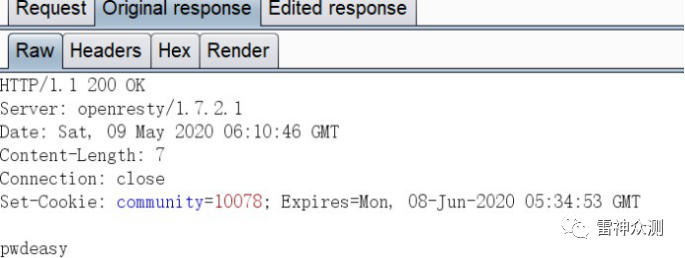 Request Original response Edited response
Raw Headers Hex Render
HTTP/1.1 200 OK
Server: openresty/1.7.2.1
Date: Sat, 09 May 2020 06:10:46 GMT
Content-Length: 7
Connection: close
Set-Cookie: community=10078; Expires=Mon, 08-Jun-2020 05:34:53 GMT
雷神众测
pwdeasy